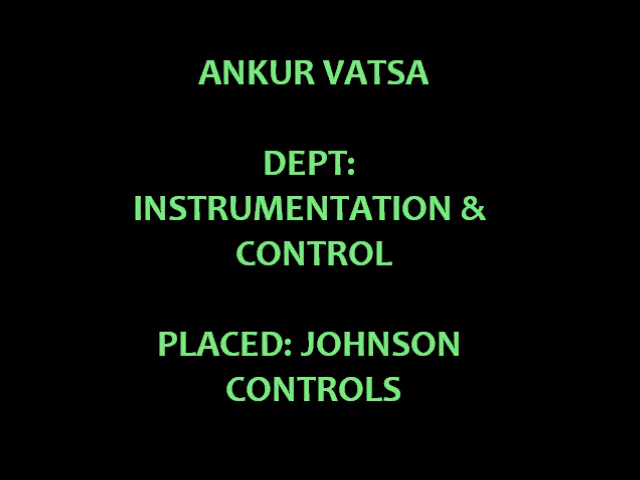 ANKUR VATSA
DEPT:
INSTRUMENTATION &
CONTROL
PLACED: JOHNSON
CONTROLS